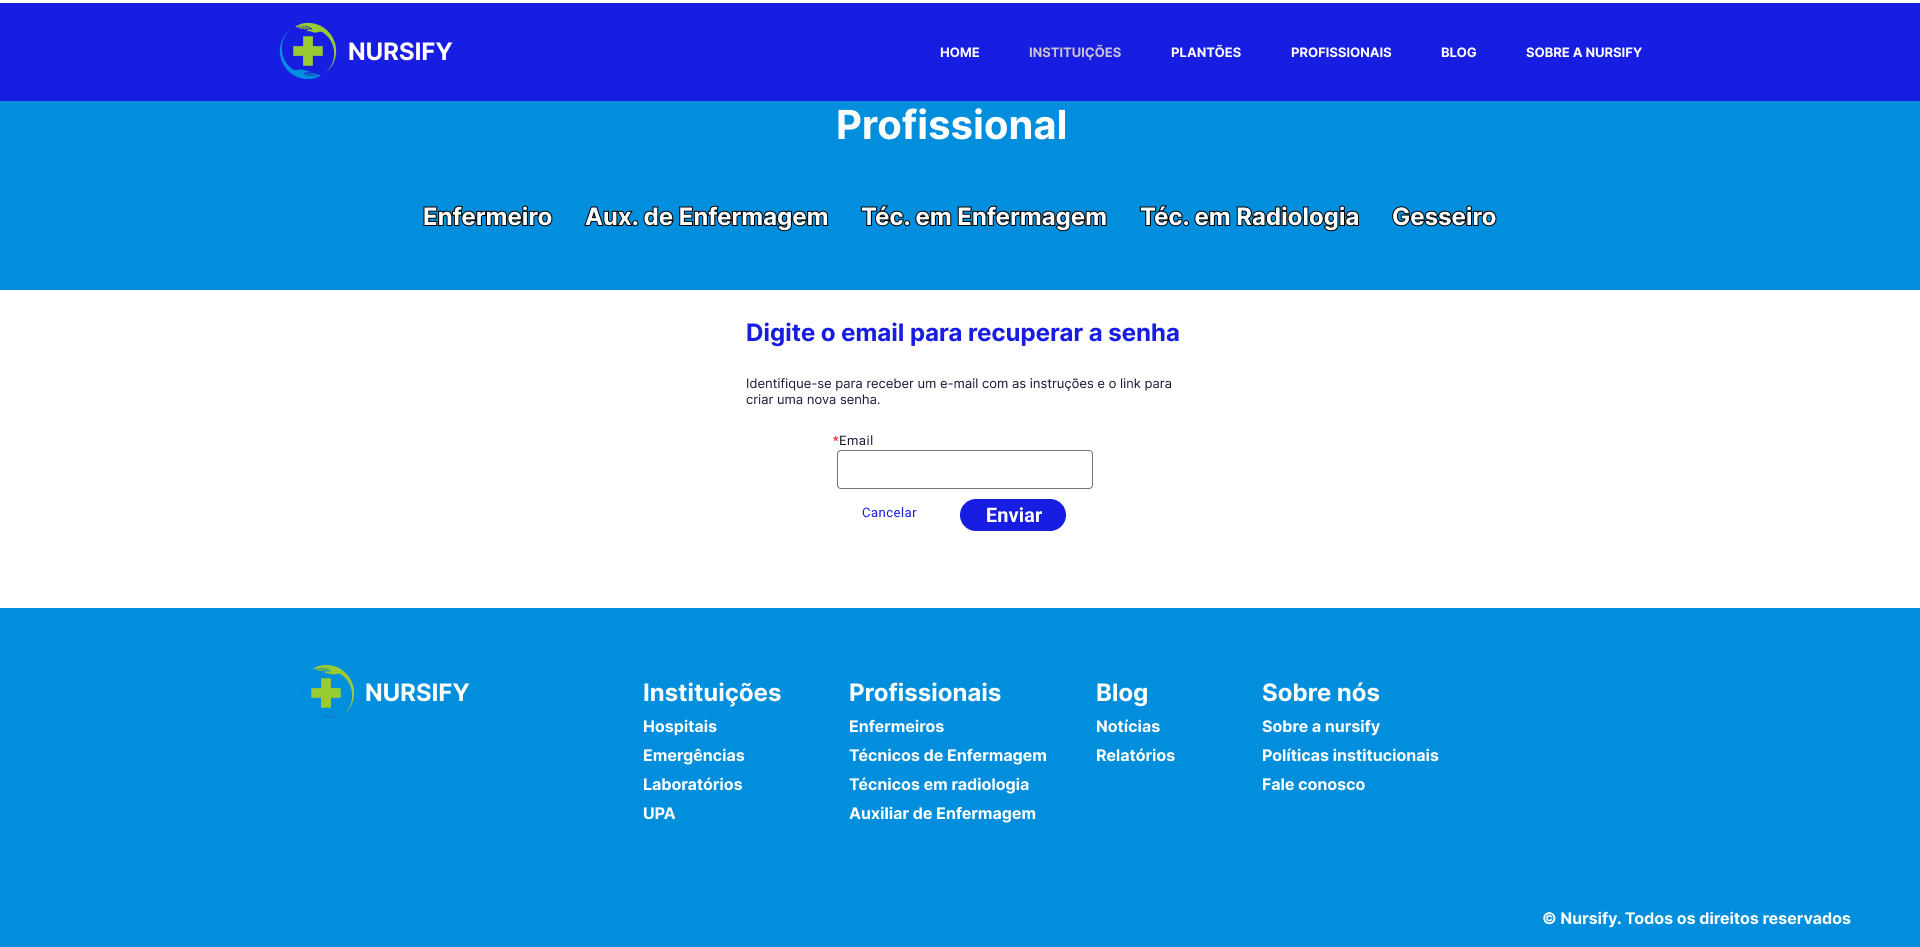 NURSIFY
HOME INSTITUIÇÕES PLANTÕES PROFISSIONAIS BLOG SOBRE A NURSIFY
Profissional
Enfermeiro Aux. de Enfermagem Téc. em Enfermagem Téc. em Radiologia Gesseiro
Digite o email para recuperar a senha
Identifique-se para receber um e-mail com as instruções e o link para
criar uma nova senha.
*Email
Cancelar Enviar
NURSIFY
Instituições
Hospitais
Emergências
Laboratórios
UPA
Profissionais
Enfermeiros
Técnicos de Enfermagem
Técnicos em radiologia
Auxiliar de Enfermagem
Blog
Notícias
Relatórios
Sobre nós
Sobre a nursify
Políticas institucionais
Fale conosco
© Nursify. Todos os direitos reservados